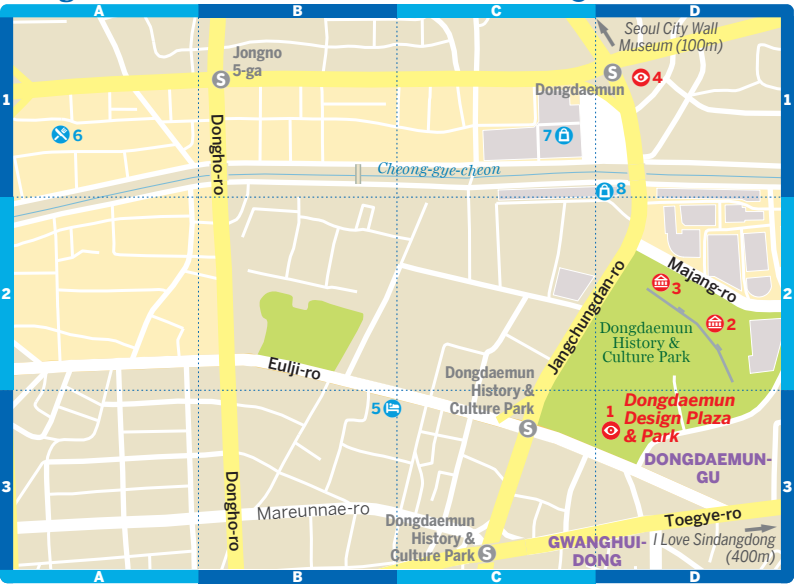 A B C D
Seoul City Wall
Museum (100m)
Jongno
5-ga
S
S
4
Dongdaemun
1
1
6
7
Dongho-ro
Cheong-gye-cheon
8
Majang-ro
2
2
3
2
Jangchungdan-ro
Dongdaemun
History &
Culture Park
Eulji-ro
Dongdaemun
History &
Culture Park
S
5
1
Dongdaemun
Design Plaza
& Park
DONGDAEMUN-
GU
3
3
Dongho-ro
Mareunnae-ro
Toegye-ro
Dongdaemun
History &
Culture Park
S
GWANGHUI-
DONG
I Love Sindangdong
(400m)
A B C D